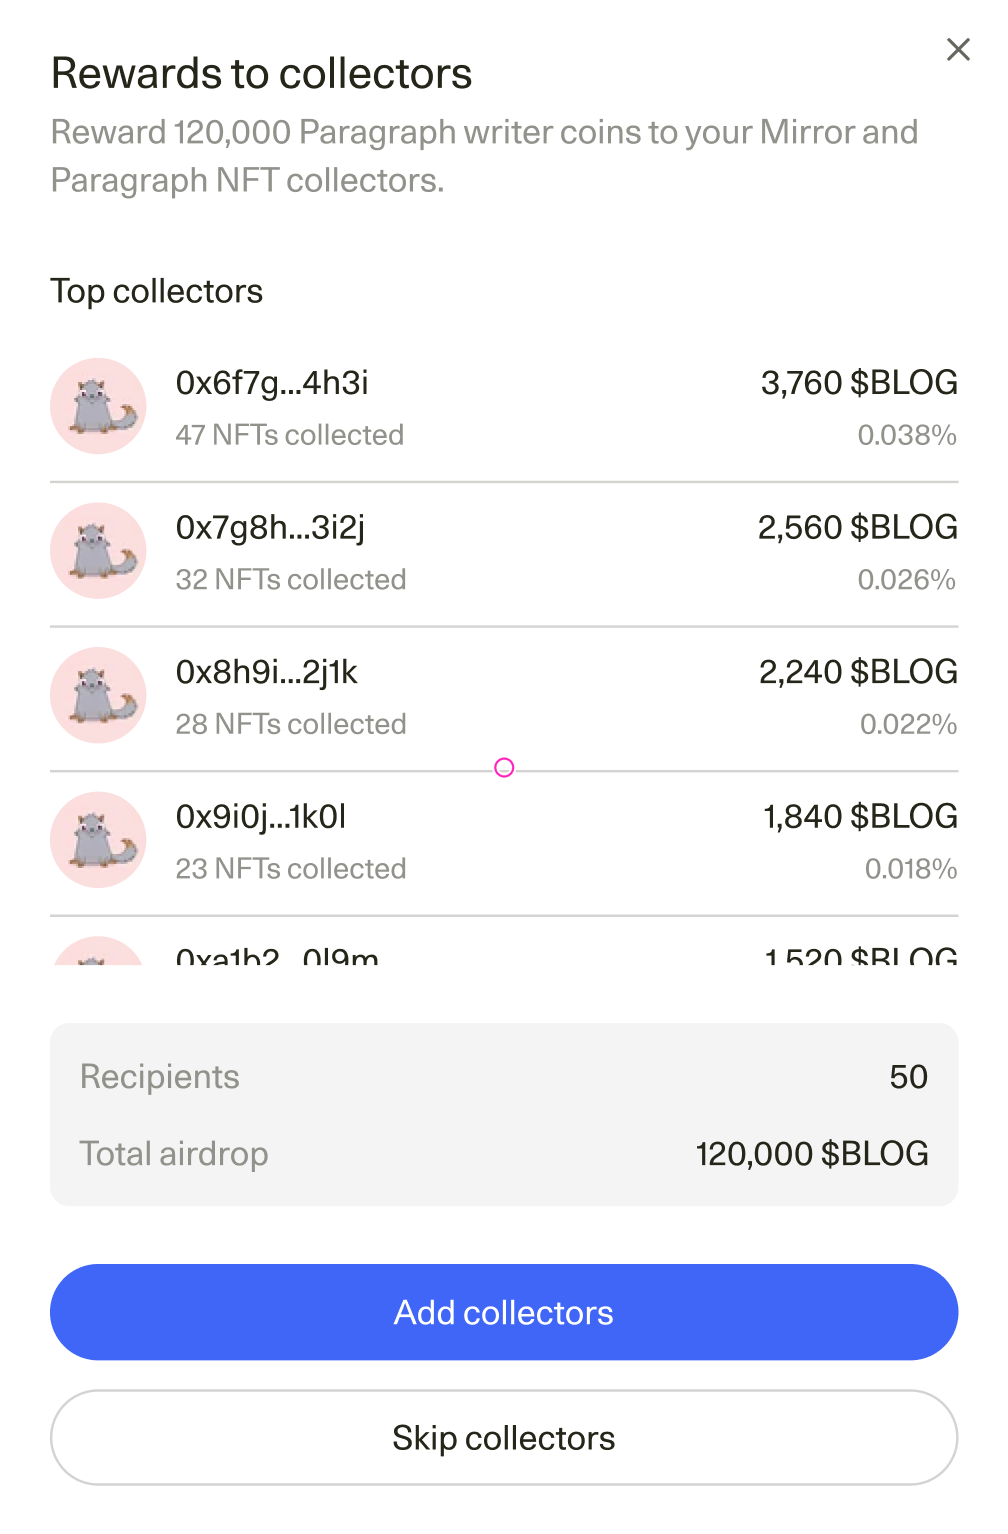 Rewards to collectors
Reward 120,000 Paragraph writer coins to your Mirror and
Paragraph NFT collectors.
Top collectors
0x6f7g...4h3i 3,760 $BLOG
47 NFTs collected 0.038%
0x7g8h...3i2j 2,560 $BLOG
32 NFTs collected 0.026%
0x8h9i...2j1k 2,240 $BLOG
28 NFTs collected 0.022%
0x9i0j...1k0l 1,840 $BLOG
23 NFTs collected 0.018%
0xa1b2...0l9m 1,520 $BLOG
Recipients 50
Total airdrop 120,000 $BLOG
Add collectors
Skip collectors